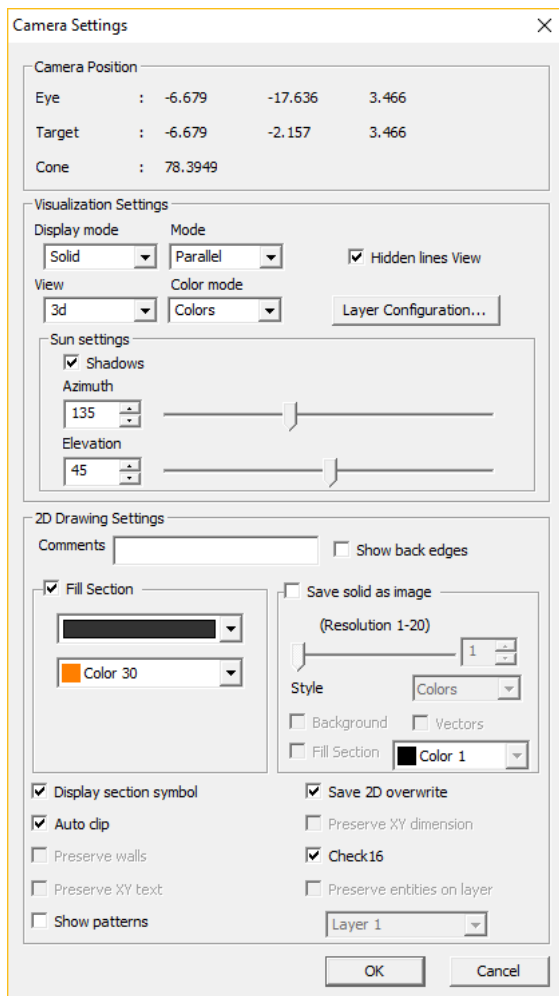 Camera Settings
Camera Position
Eye : -6.679 -17.636 3.466
Target : -6.679 -2.157 3.466
Cone : 78.3949
Visualization Settings
Display mode Mode
Solid Parallel Hidden lines View
View Color mode
3d Colors Layer Configuration...
Sun settings
Shadows
Azimuth
135
Elevation
45
2D Drawing Settings
Comments Show back edges
Fill Section Save solid as image
(Resolution 1-20)
1
Color 30
Style Colors
Background Vectors
Fill Section Color 1
Display section symbol Save 2D overwrite
Auto clip Preserve XY dimension
Preserve walls Check16
Preserve XY text Preserve entities on layer
Show patterns Layer 1
OK Cancel